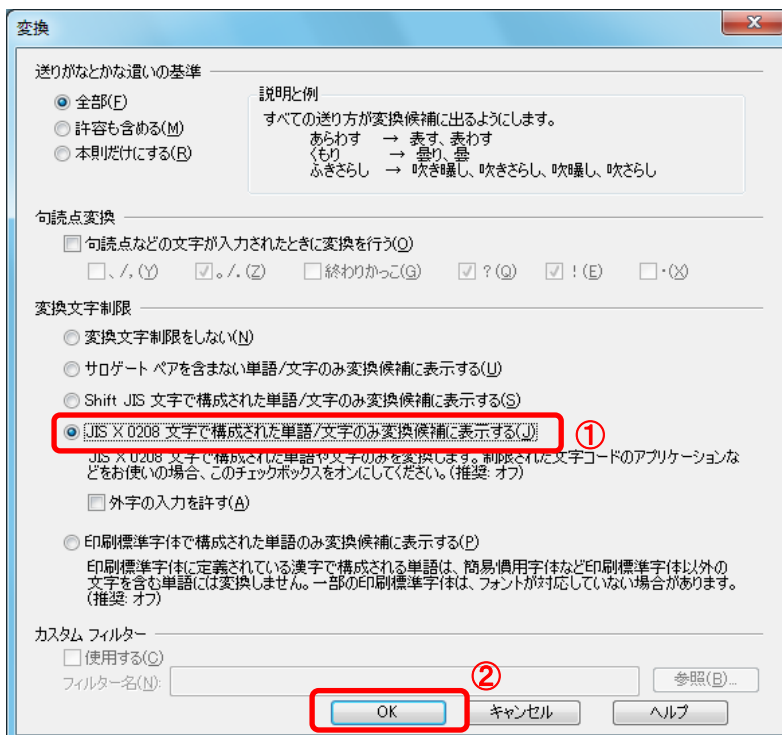 変換
送りがなとかな遣いの基準
全部(F)
許容も含める(M)
本則だけにする(R)
説明と例
すべての送り方が変換候補に出るようにします。
あらわす → 表す、表わす
くもり → 曇り、曇
ふきさらし → 吹き曝し、吹きさらし、吹曝し、吹さらし
句読点変換
句読点などの文字が入力されたときに変換を行う(O)
、/,(Y) 。/.(Z) 終わりかっこ(G) ?(Q) !(E) ・(X)
変換文字制限
変換文字制限をしない(N)
サロゲート ペアを含まない単語/文字のみ変換候補に表示する(U)
Shift JIS 文字で構成された単語/文字のみ変換候補に表示する(S)
JIS X 0208 文字で構成された単語/文字のみ変換候補に表示する(J) ①
JIS X 0208 文字で構成された単語や文字のみを変換します。制限された文字コードのアプリケーションな
どをお使いの場合、このチェックボックスをオンにしてください。(推奨: オフ)
外字の入力を許す(A)
印刷標準字体で構成された単語のみ変換候補に表示する(P)
印刷標準字体に定義されている漢字で構成される単語は、簡易慣用字体など印刷標準字体以外の
文字を含む単語には変換しません。一部の印刷標準字体は、フォントが対応していない場合があります。
(推奨: オフ)
カスタム フィルター
使用する(C)
フィルター名(N): 参照(B)...
②
OK キャンセル ヘルプ